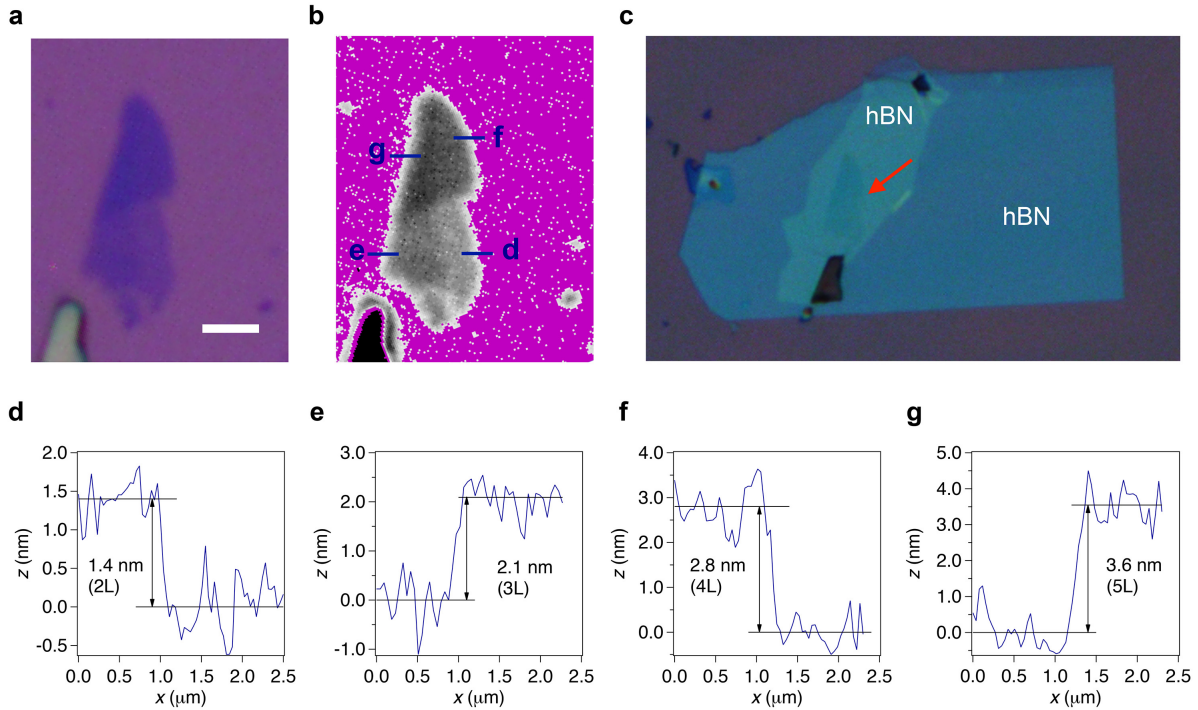 a
b
c
f
g
e
d
hBN
hBN
d
e
f
g
2.0
1.5
1.0
0.5
0.0
-0.5
z (nm)
1.4 nm
(2L)
0.0 0.5 1.0 1.5 2.0 2.5
x (μm)
3.0
2.0
1.0
0.0
-1.0
z (nm)
2.1 nm
(3L)
0.0 0.5 1.0 1.5 2.0 2.5
x (μm)
4.0
3.0
2.0
1.0
0.0
z (nm)
2.8 nm
(4L)
0.0 0.5 1.0 1.5 2.0 2.5
x (μm)
5.0
4.0
3.0
2.0
1.0
0.0
z (nm)
3.6 nm
(5L)
0.0 0.5 1.0 1.5 2.0 2.5
x (μm)